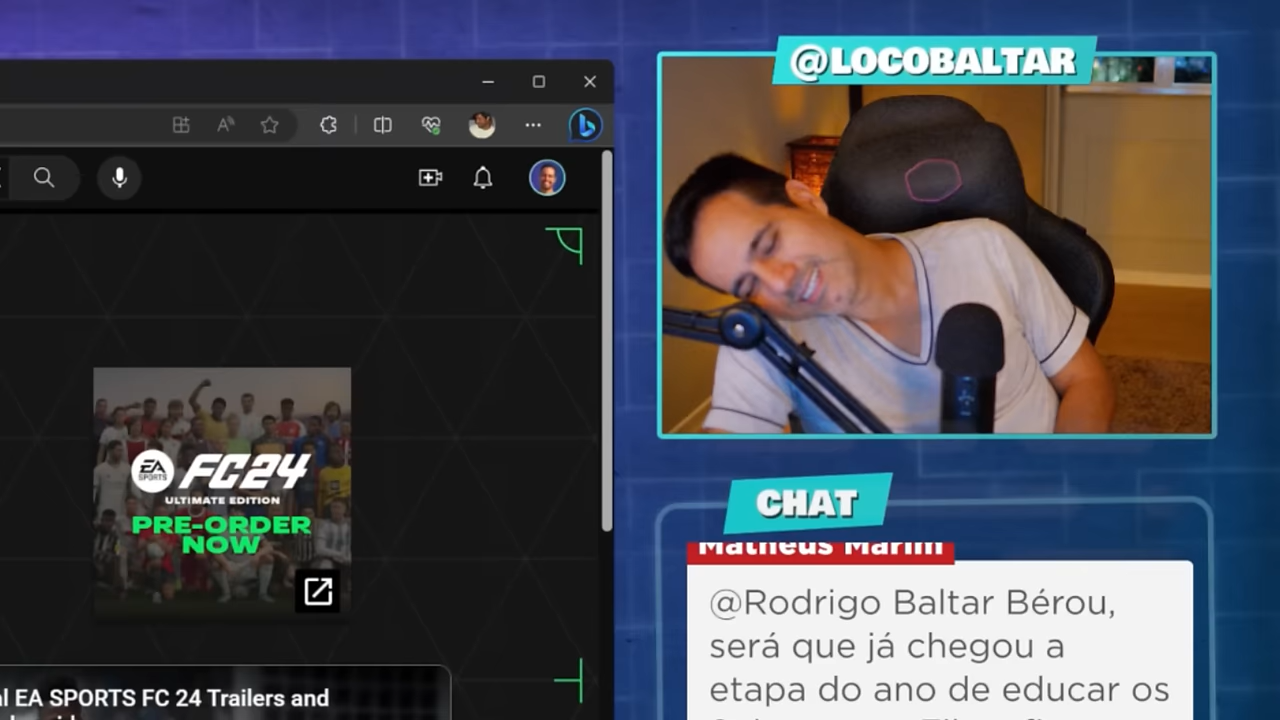 @LOCOBALTAR
EA
SPORTS
FC24
ULTIMATE EDITION
PRE-ORDER
NOW
EA SPORTS FC 24 Trailers and
CHAT
Matheus Marini
@Rodrigo Baltar Bérou,
será que já chegou a
etapa do ano de educar os